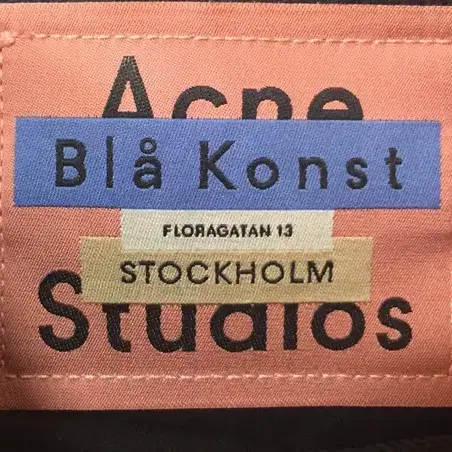 Acne
Blå Konst
FLORAGATAN 13
STOCKHOLM
Studios